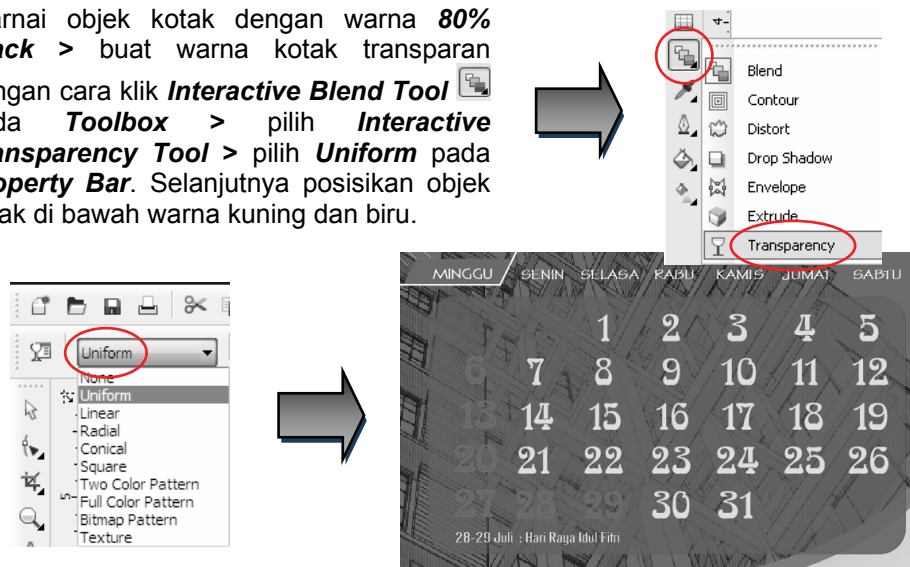 arnai objek kotak dengan warna 80%
ack > buat warna kotak transparan
ngan cara klik Interactive Blend Tool
da Toolbox > pilih Interactive
ansparency Tool > pilih Uniform pada
operty Bar. Selanjutnya posisikan objek
ak di bawah warna kuning dan biru.
Blend
Contour
Distort
Drop Shadow
Envelope
Extrude
Transparency
Uniform
None
Uniform
Linear
Radial
Conical
Square
Two Color Pattern
Full Color Pattern
Bitmap Pattern
Texture
MINGGU SENIN SELASA RABU KAMIS JUMAT SABTU
1 2 3 4 5
6 7 8 9 10 11 12
13 14 15 16 17 18 19
20 21 22 23 24 25 26
27 28 29 30 31
28-29 Juli : Hari Raya Idul Fitri